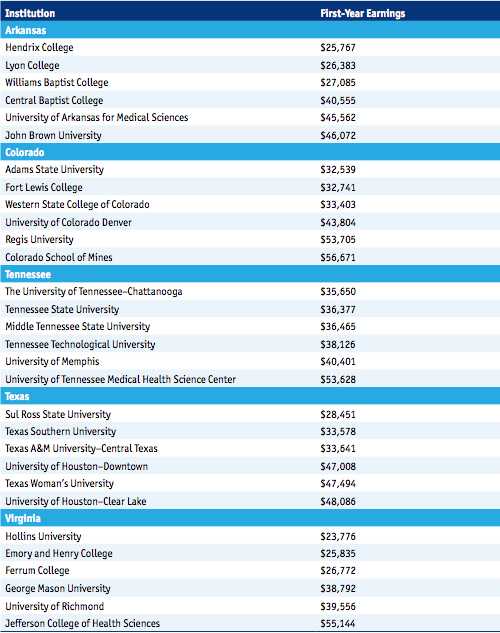 Institution First-Year Earnings
Arkansas
Hendrix College $25,767
Lyon College $26,383
Williams Baptist College $27,085
Central Baptist College $40,555
University of Arkansas for Medical Sciences $45,562
John Brown University $46,072
Colorado
Adams State University $32,539
Fort Lewis College $32,741
Western State College of Colorado $33,403
University of Colorado Denver $43,804
Regis University $53,705
Colorado School of Mines $56,671
Tennessee
The University of Tennessee–Chattanooga $35,650
Tennessee State University $36,377
Middle Tennessee State University $36,465
Tennessee Technological University $38,126
University of Memphis $40,401
University of Tennessee Medical Health Science Center $53,628
Texas
Sul Ross State University $28,451
Texas Southern University $33,578
Texas A&M University–Central Texas $33,641
University of Houston–Downtown $47,008
Texas Woman's University $47,494
University of Houston–Clear Lake $48,086
Virginia
Hollins University $23,776
Emory and Henry College $25,835
Ferrum College $26,772
George Mason University $38,792
University of Richmond $39,556
Jefferson College of Health Sciences $55,144